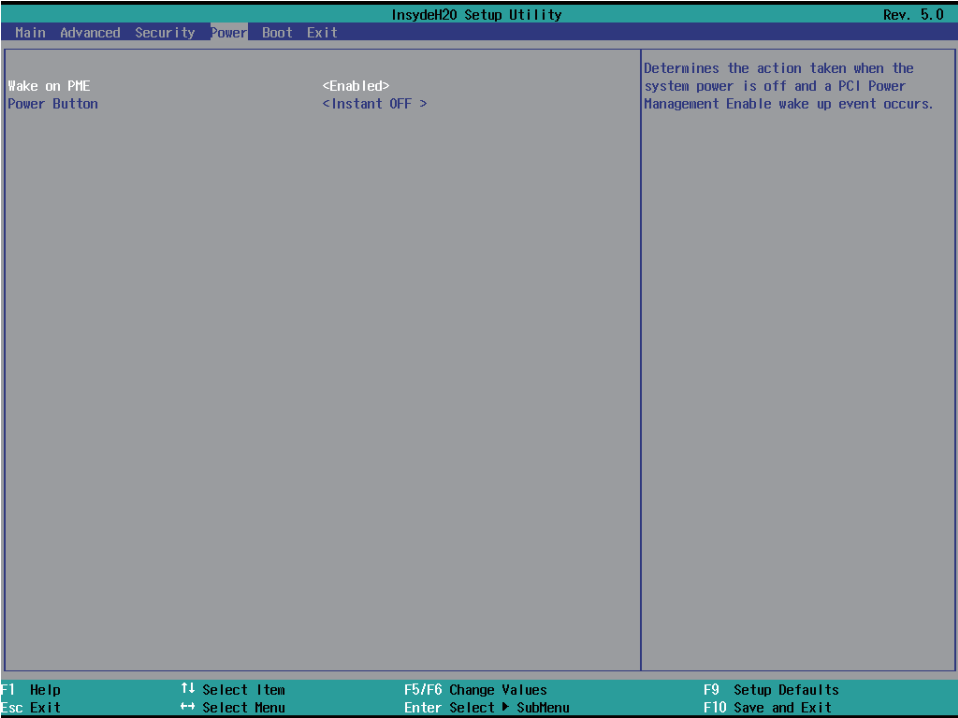 InsydeH20 Setup Utility Rev. 5.0
Main Advanced Security Power Boot Exit
Wake on PME <Enabled>
Power Button <Instant OFF >
Determines the action taken when the
system power is off and a PCI Power
Management Enable wake up event occurs.
F1 Help ↑↓ Select Item F5/F6 Change Values F9 Setup Defaults
Esc Exit ↔ Select Menu Enter Select ▶ SubMenu F10 Save and Exit